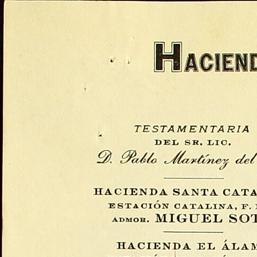 HACIEND
TESTAMENTARIA
DEL SR. LIC.
D. Pablo Martínez del
HACIENDA SANTA CATA
ESTACIÓN CATALINA, F.
ADMOR. MIGUEL SOT
HACIENDA EL ÁLAM